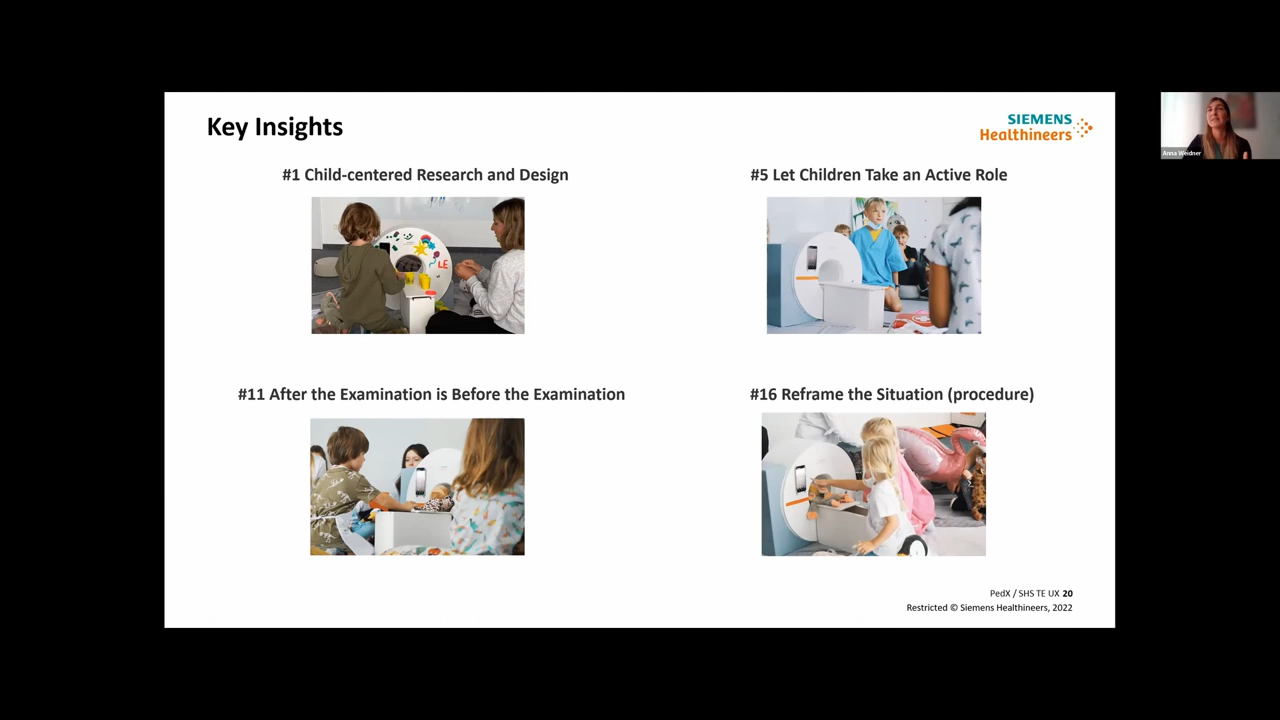 Key Insights
SIEMENS
Healthineers
#1 Child-centered Research and Design
#5 Let Children Take an Active Role
LE
#11 After the Examination is Before the Examination
#16 Reframe the Situation (procedure)
PedX / SHS TE UX 20
Restricted © Siemens Healthineers, 2022
Anna Weidner